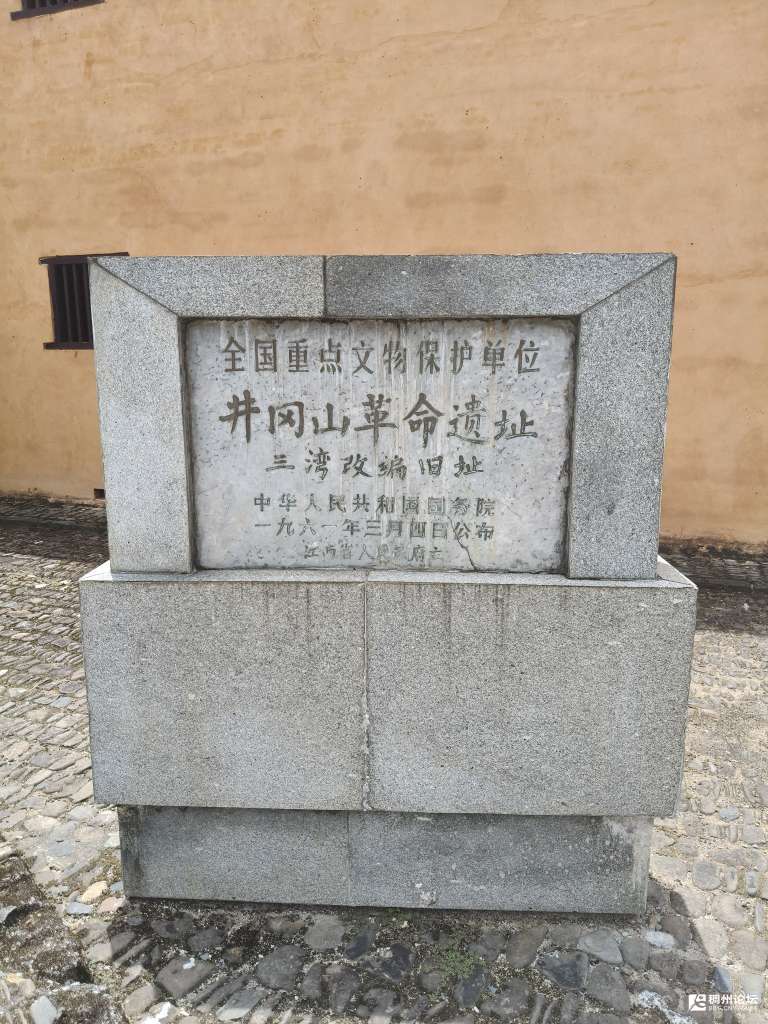 全国重点文物保护单位
井冈山革命遗址
三湾改编旧址
中华人民共和国国务院
一九六一年三月四日公布
江西省人民政府立
稠州论坛